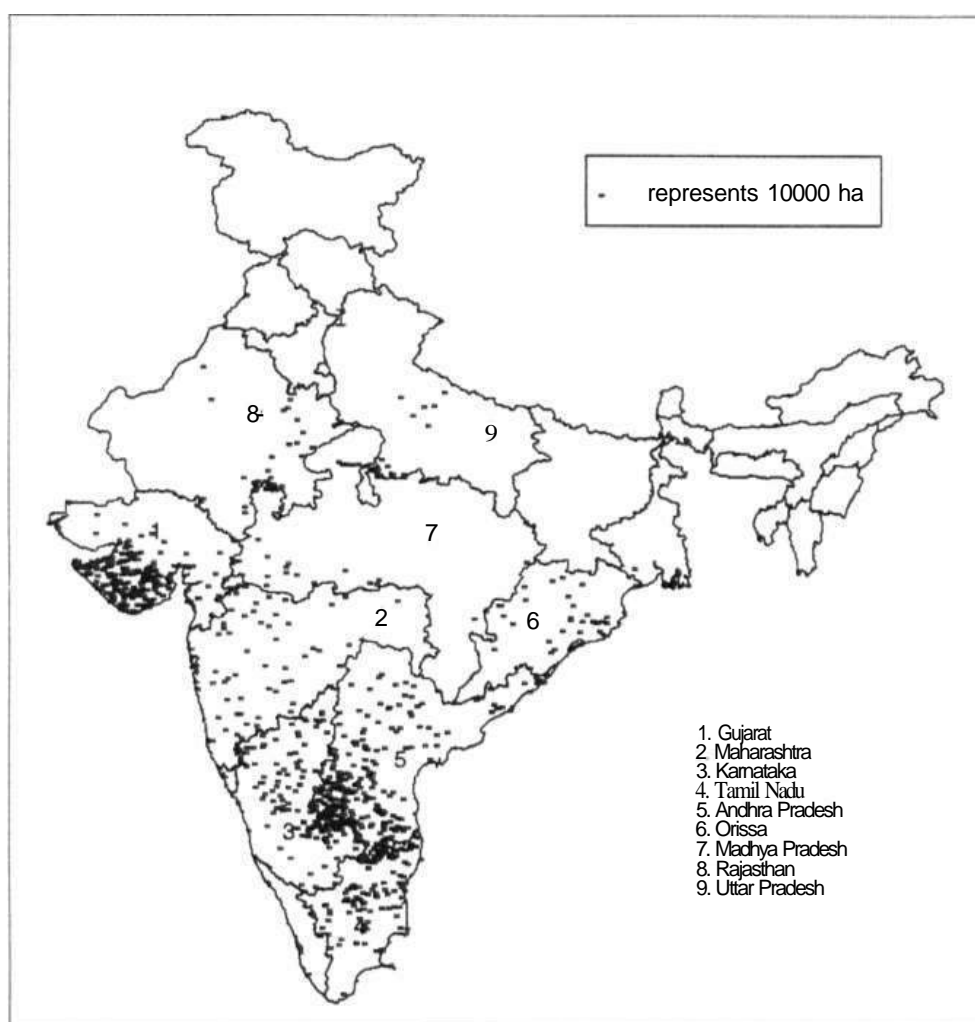 - represents 10000 ha
8
9
1
7
2
6
5
3
4
1. Gujarat
2. Maharashtra
3. Karnataka
4. Tamil Nadu
5. Andhra Pradesh
6. Orissa
7. Madhya Pradesh
8. Rajasthan
9. Uttar Pradesh